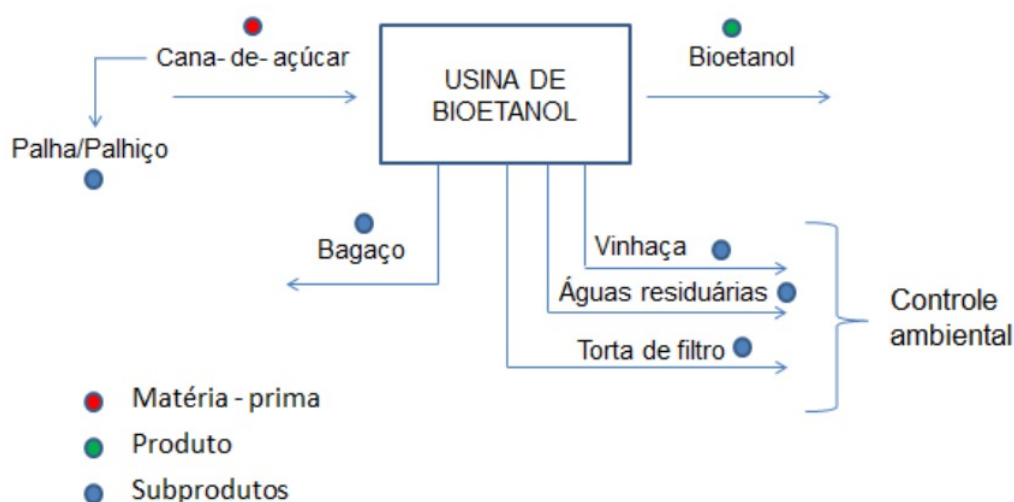 Cana- de- açúcar
USINA DE
BIOETANOL
Bioetanol
Palha/Palhiço
Bagaço
Vinhaça
Águas residuárias
Torta de filtro
Controle
ambiental
Matéria - prima
Produto
Subprodutos